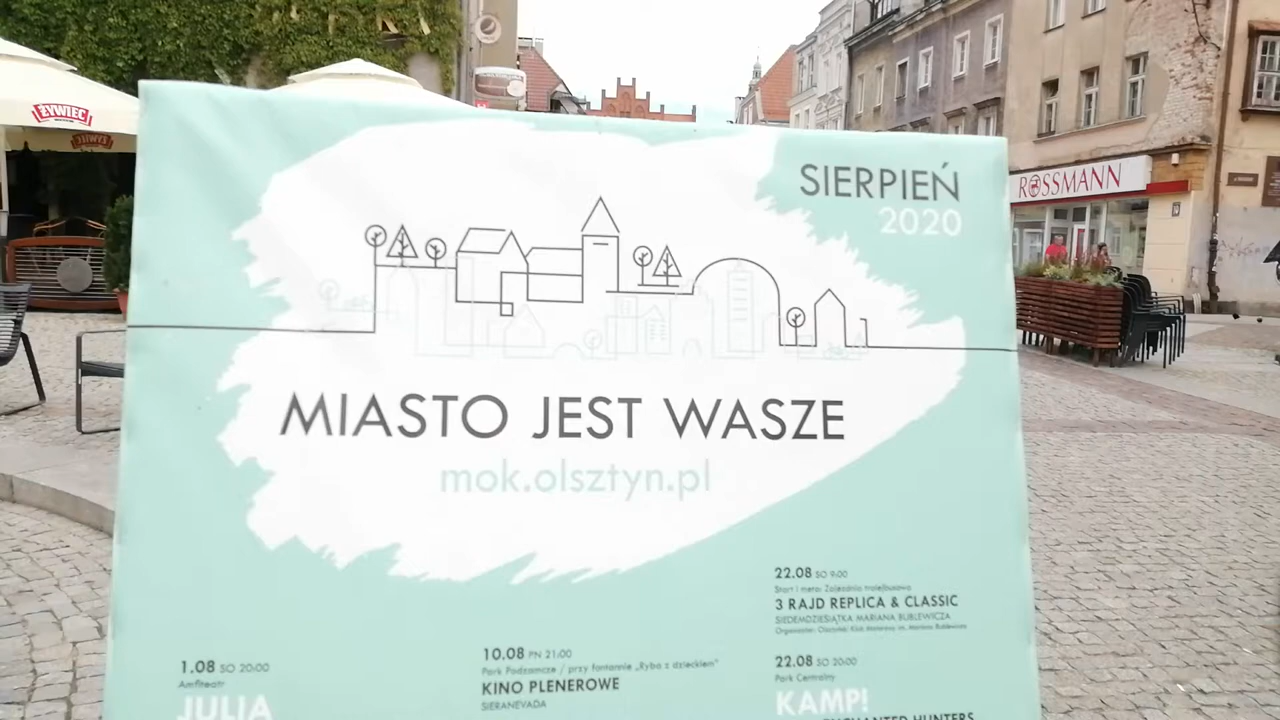 ŻYWIEC
ŻYWIEC
ROSSMANN
SIERPIEŃ
2020
MIASTO JEST WASZE
mok.olsztyn.pl
1.08 SO 20:00
Amfiteatr
JULIA
10.08 PN 21:00
Park Podzamcze / przy fontannie „Ryba z dzieckiem"
KINO PLENEROWE
SIERANEVADA
22.08 SO 9:00
Start i meta: Zajezdnia trolejbusowa
3 RAJD REPLICA & CLASSIC
SIEDEMDZIESIĄTKA MARIANA BUBLEWICZA
Organizator: Olsztyński Klub Motorowy im. Mariana Bublewicza
22.08 SO 20:00
Park Centralny
KAMP!
ENCHANTED HUNTERS